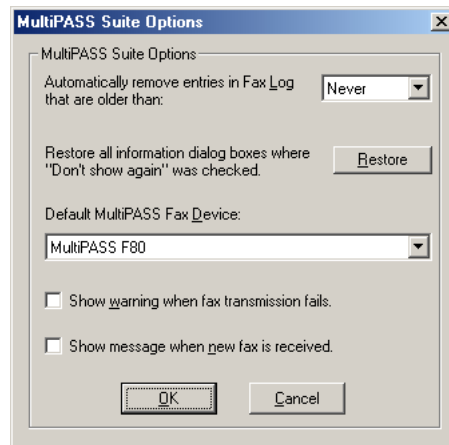 MultiPASS Suite Options
MultiPASS Suite Options
Automatically remove entries in Fax Log
that are older than:
Never
Restore all information dialog boxes where
"Don't show again" was checked.
Restore
Default MultiPASS Fax Device:
MultiPASS F80
Show warning when fax transmission fails.
Show message when new fax is received.
OK
Cancel